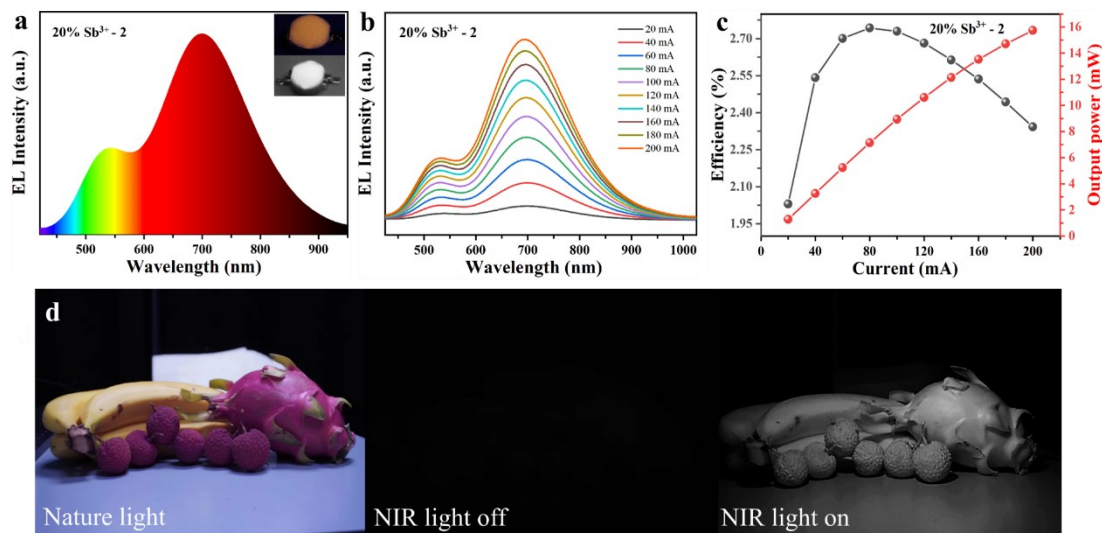 a
20% Sb³⁺ - 2
EL Intensity (a.u.)
500 600 700 800 900
Wavelength (nm)
b
20% Sb³⁺ - 2
20 mA
40 mA
60 mA
80 mA
100 mA
120 mA
140 mA
160 mA
180 mA
200 mA
EL Intensity (a.u.)
500 600 700 800 900 1000
Wavelength (nm)
c
20% Sb³⁺ - 2
Efficiency (%)
2.70
2.55
2.40
2.25
2.10
1.95
0 40 80 120 160 200
Current (mA)
16
14
12
10
8
6
4
2
0
Output power (mW)
d
Nature light
NIR light off
NIR light on